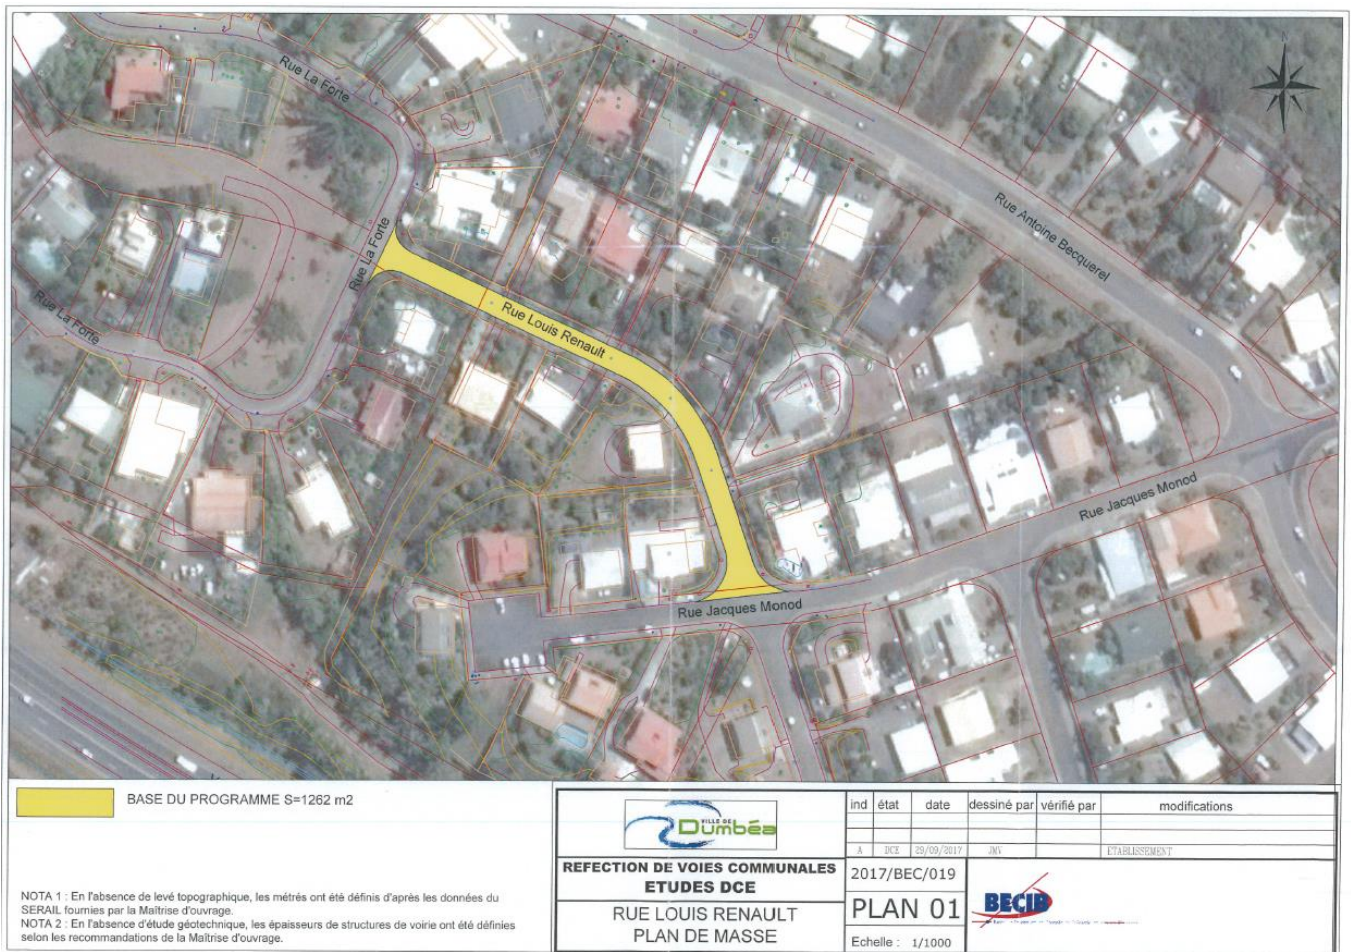 Rue La Forte
Rue La Forte
Rue La Forte
Rue Louis Renault
Rue Antoine Becquerel
Rue Jacques Monod
Rue Jacques Monod
BASE DU PROGRAMME S=1262 m2
NOTA 1 : En l'absence de levé topographique, les métrés ont été définis d'après les données du
SERAIL fournies par la Maîtrise d'ouvrage.
NOTA 2 : En l'absence d'étude géotechnique, les épaisseurs de structures de voirie ont été définies
selon les recommandations de la Maîtrise d'ouvrage.
VILLE DE
Dumbéa
REFECTION DE VOIES COMMUNALES
ETUDES DCE
RUE LOUIS RENAULT
PLAN DE MASSE
ind état date dessiné par vérifié par modifications
A DCE 29/09/2017 JMV ETABLISSEMENT
2017/BEC/019
PLAN 01
Echelle : 1/1000
BECIB